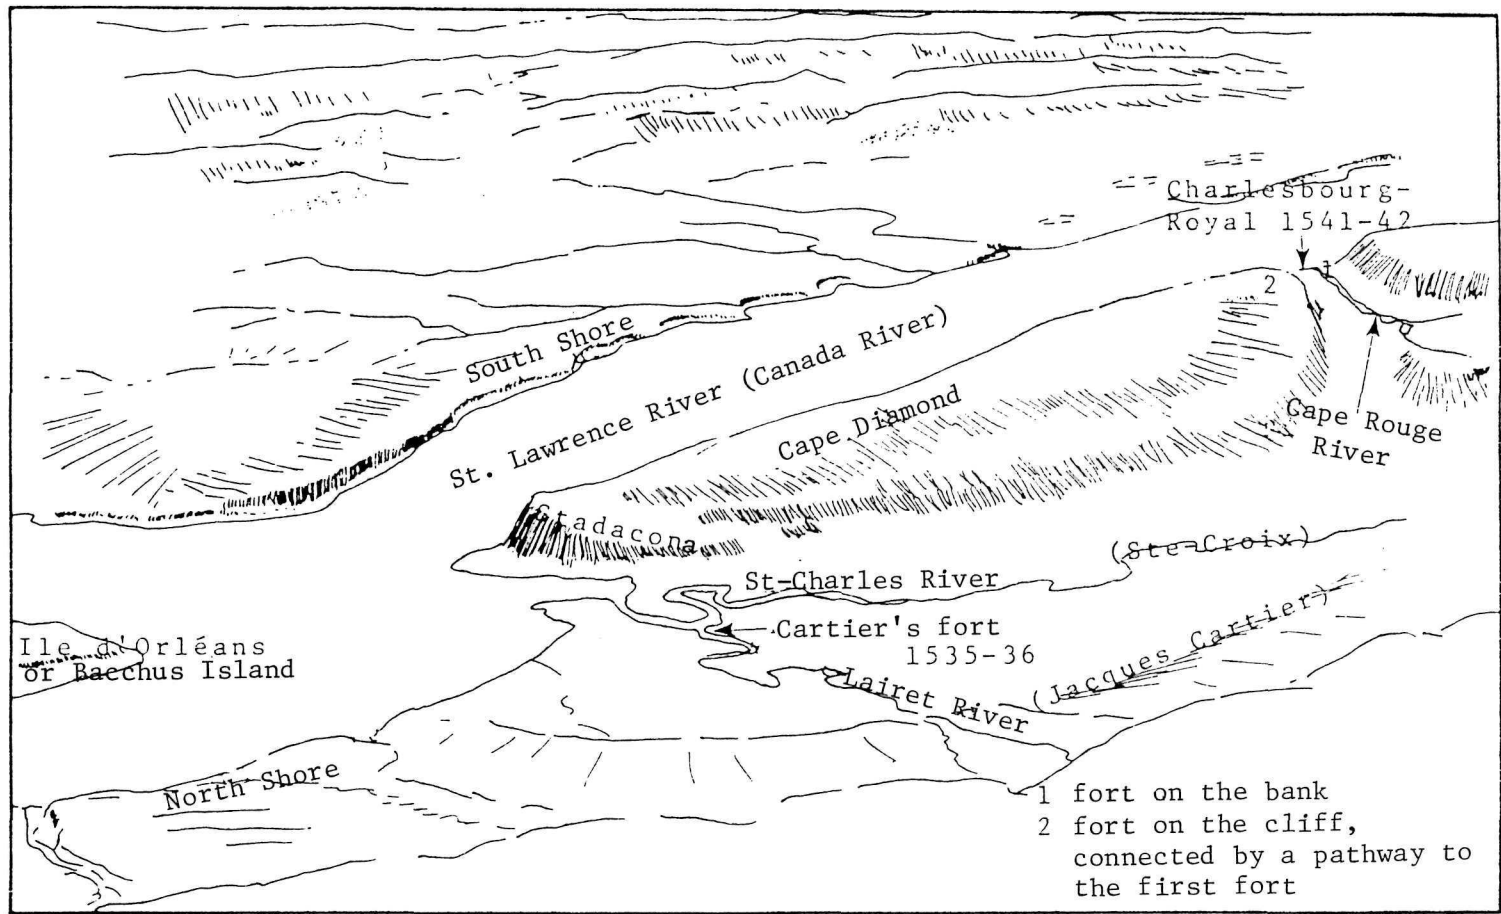 Charlesbourg-
Royal 1541-42
1
2
South Shore
St. Lawrence River (Canada River)
Cape Diamond
Cape Rouge
River
Stadacona
(Ste-Croix)
St-Charles River
Cartier's fort
1535-36
Ile d'Orléans
or Bacchus Island
Lairet River
(Jacques Cartier)
North Shore
1 fort on the bank
2 fort on the cliff,
connected by a pathway to
the first fort